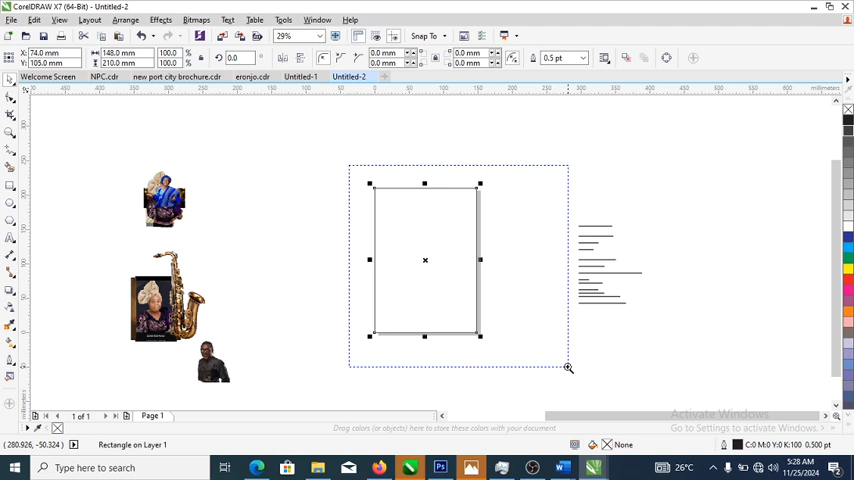 CorelDRAW X7 (64-Bit) - Untitled-2
File Edit View Layout Arrange Effects Bitmaps Text Table Tools Window Help
29% Snap To
X: 74.0 mm 148.0 mm 100.0 % 0.0 0.0 mm 0.0 mm 0.5 pt
Y: 105.0 mm 210.0 mm 100.0 % 0.0 mm 0.0 mm
Welcome Screen NPC.cdr new port city brochure.cdr eronjo.cdr Untitled-1 Untitled-2
millimeters
1 of 1 Page 1
Drag colors (or objects) here to store these colors with your document
Activate Windows
Go to Settings to activate Windows.
(280.926, -50.324) Rectangle on Layer 1 None C:0 M:0 Y:0 K:100 0.500 pt
Type here to search 26°C 5:28 AM
11/25/2024